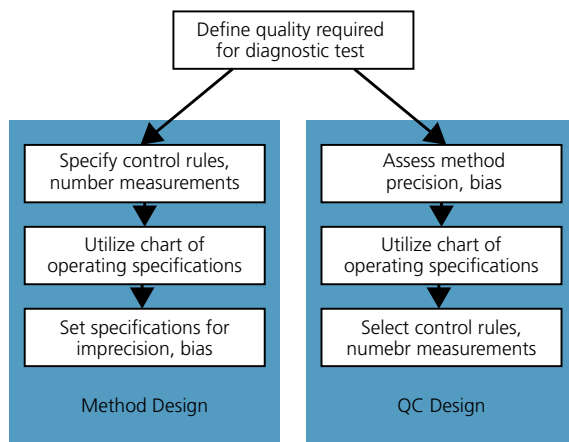 Define quality required
for diagnostic test
Specify control rules,
number measurements
Utilize chart of
operating specifications
Set specifications for
imprecision, bias
Method Design
Assess method
precision, bias
Utilize chart of
operating specifications
Select control rules,
numebr measurements
QC Design